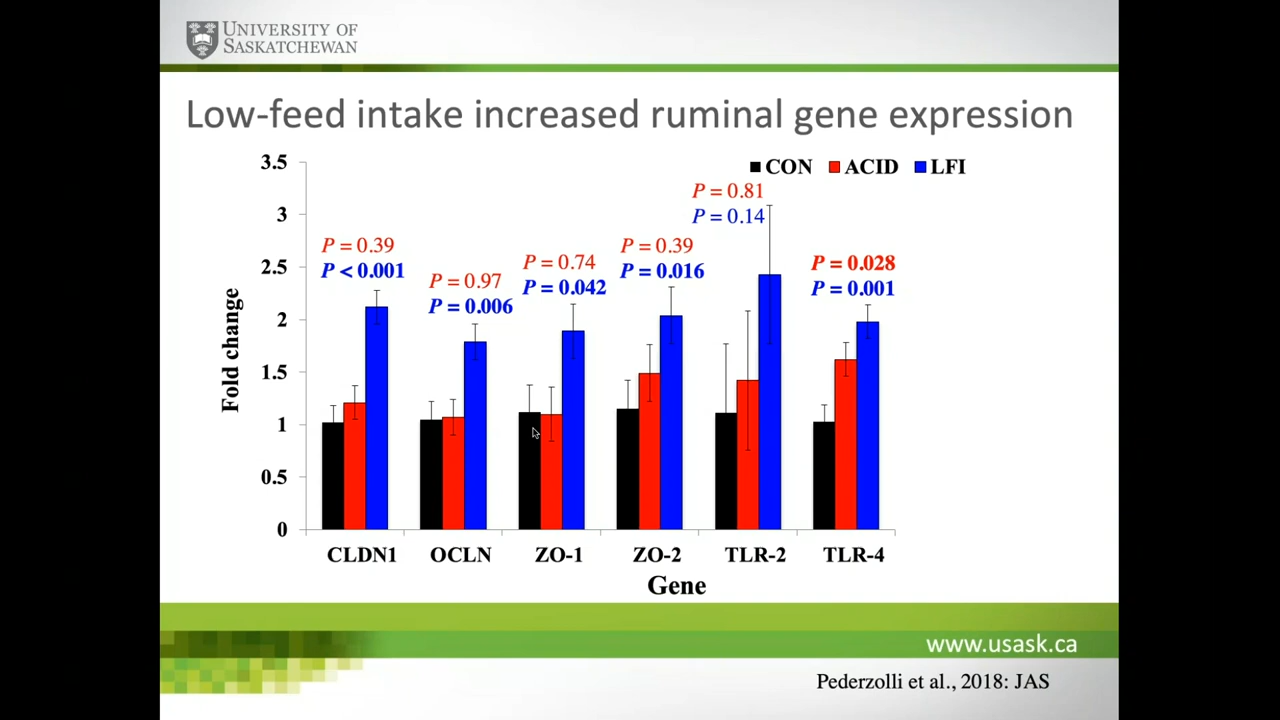 UNIVERSITY OF
SASKATCHEWAN
Low-feed intake increased ruminal gene expression
CON ACID LFI
P = 0.81
P = 0.14
P = 0.39
P < 0.001
P = 0.97
P = 0.006
P = 0.74
P = 0.042
P = 0.39
P = 0.016
P = 0.028
P = 0.001
Fold change
3.5
3
2.5
2
1.5
1
0.5
0
CLDN1 OCLN ZO-1 ZO-2 TLR-2 TLR-4
Gene
www.usask.ca
Pederzolli et al., 2018: JAS